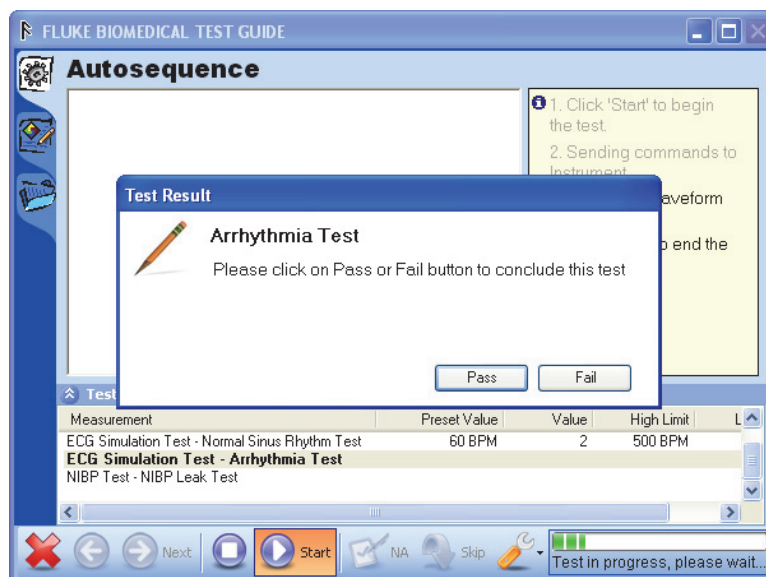 FLUKE BIOMEDICAL TEST GUIDE
Autosequence
1. Click 'Start' to begin
the test.
2. Sending commands to
Instrument
aveform
end the
Test Result
Arrhythmia Test
Please click on Pass or Fail button to conclude this test
Pass Fail
Test
Measurement Preset Value Value High Limit L
ECG Simulation Test - Normal Sinus Rhythm Test 60 BPM 2 500 BPM
ECG Simulation Test - Arrhythmia Test
NIBP Test - NIBP Leak Test
Next Start NA Skip
Test in progress, please wait...